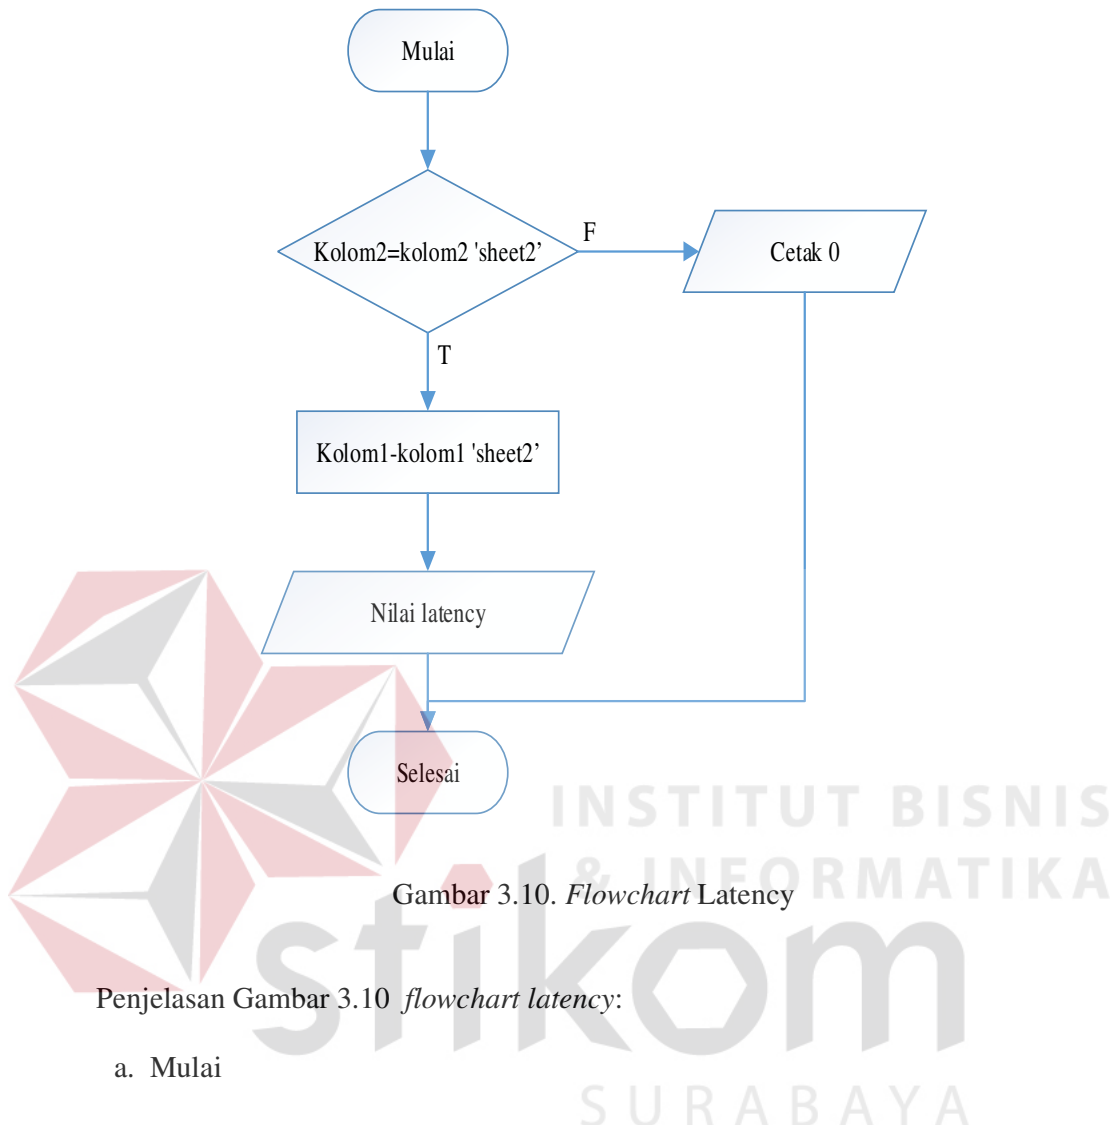 Mulai
Kolom2=kolom2 'sheet2’
F
Cetak 0
T
Kolom1-kolom1 'sheet2’
Nilai latency
Selesai
INSTITUT BISNIS
& INFORMATIKA
Gambar 3.10. Flowchart Latency
stikom
Penjelasan Gambar 3.10 flowchart latency:
a. Mulai
SURABAYA